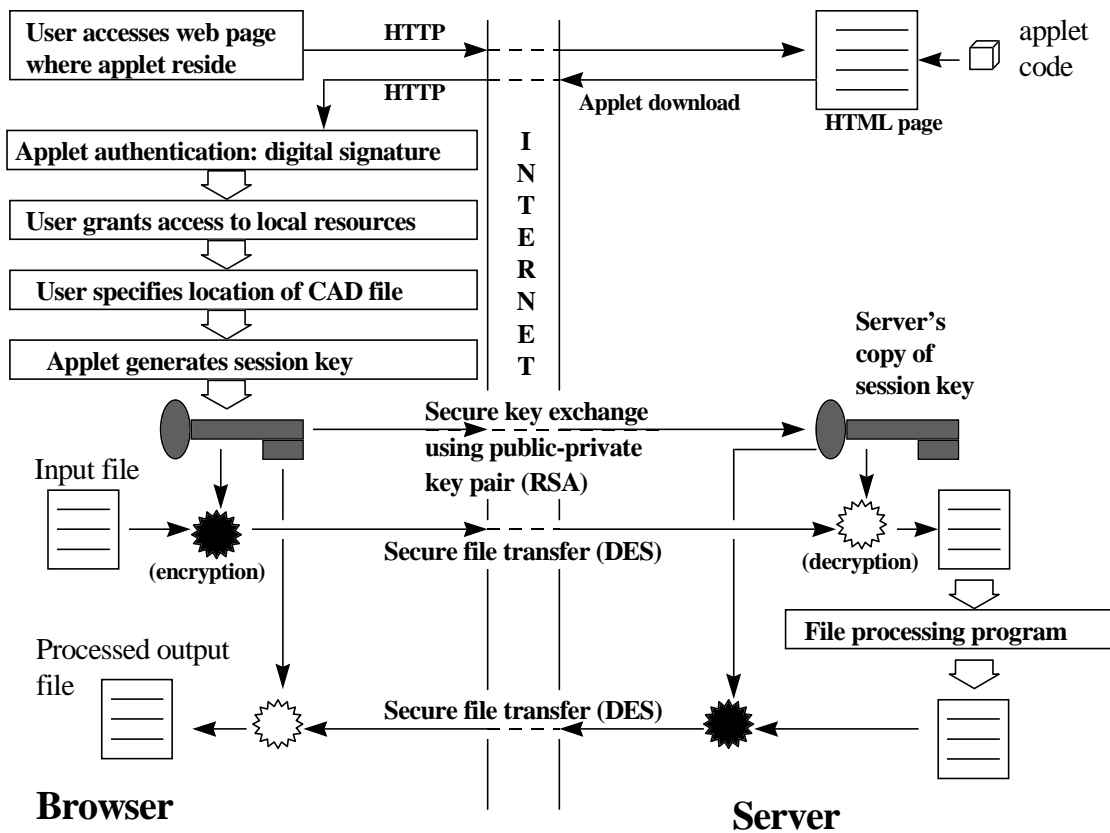 User accesses web page
where applet reside
HTTP
HTTP
Applet download
HTML page
applet
code
Applet authentication: digital signature
User grants access to local resources
User specifies location of CAD file
Applet generates session key
I
N
T
E
R
N
E
T
Server's
copy of
session key
Secure key exchange
using public-private
key pair (RSA)
Input file
(encryption)
Secure file transfer (DES)
(decryption)
File processing program
Processed output
file
Secure file transfer (DES)
Browser
Server